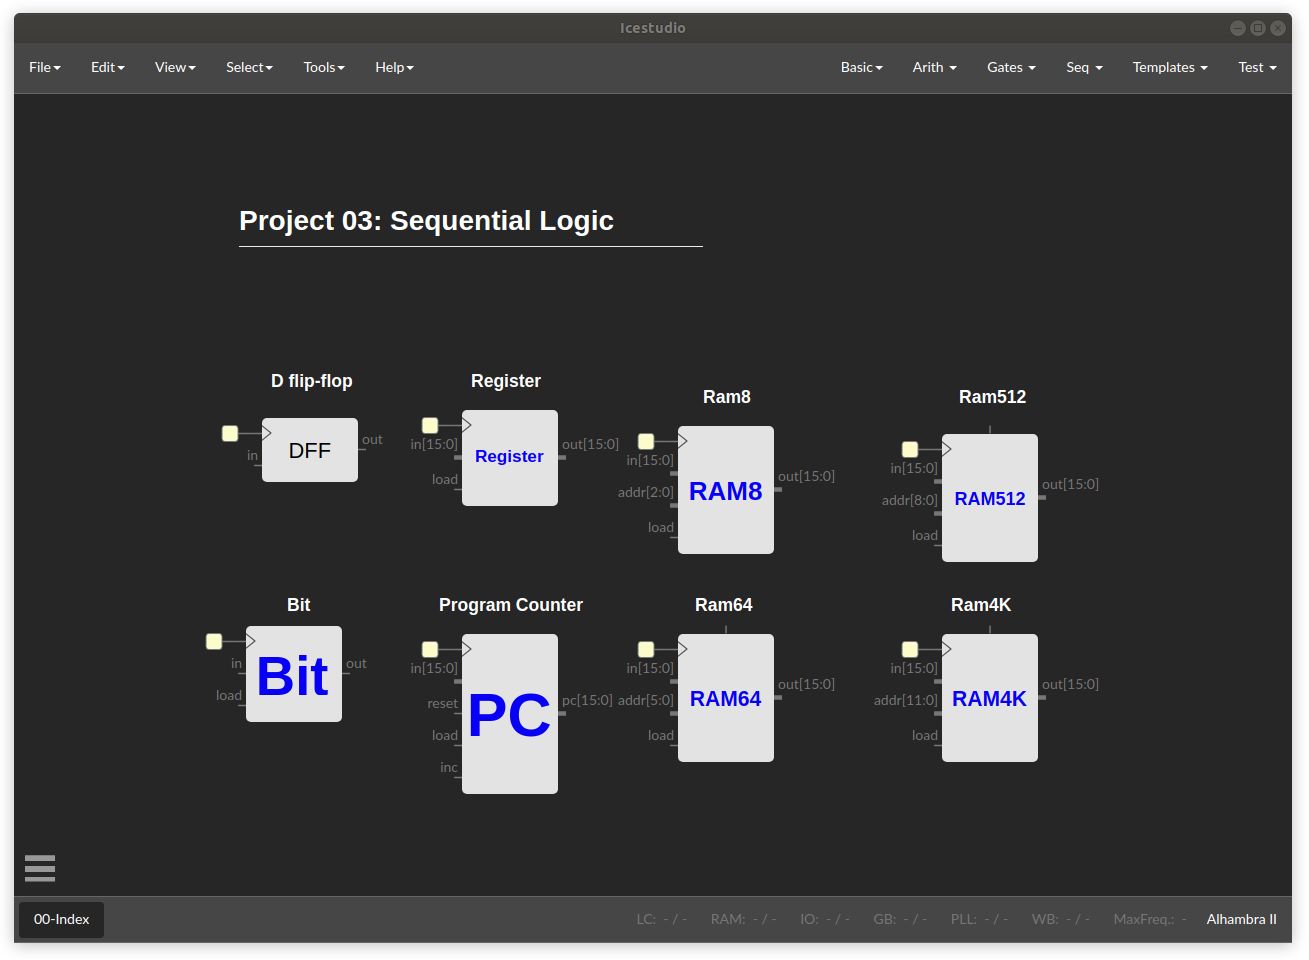 Icestudio
File Edit View Select Tools Help Basic Arith Gates Seq Templates Test
Project 03: Sequential Logic
D flip-flop
in
DFF
out
Register
in[15:0]
load
Register
out[15:0]
Ram8
in[15:0]
addr[2:0]
load
RAM8
out[15:0]
Ram512
in[15:0]
addr[8:0]
load
RAM512
out[15:0]
Bit
in
load
Bit
out
Program Counter
in[15:0]
reset
load
inc
PC
pc[15:0]
Ram64
in[15:0]
addr[5:0]
load
RAM64
out[15:0]
Ram4K
in[15:0]
addr[11:0]
load
RAM4K
out[15:0]
00-Index LC: - / - RAM: - / - IO: - / - GB: - / - PLL: - / - WB: - / - MaxFreq.: - Alhambra II